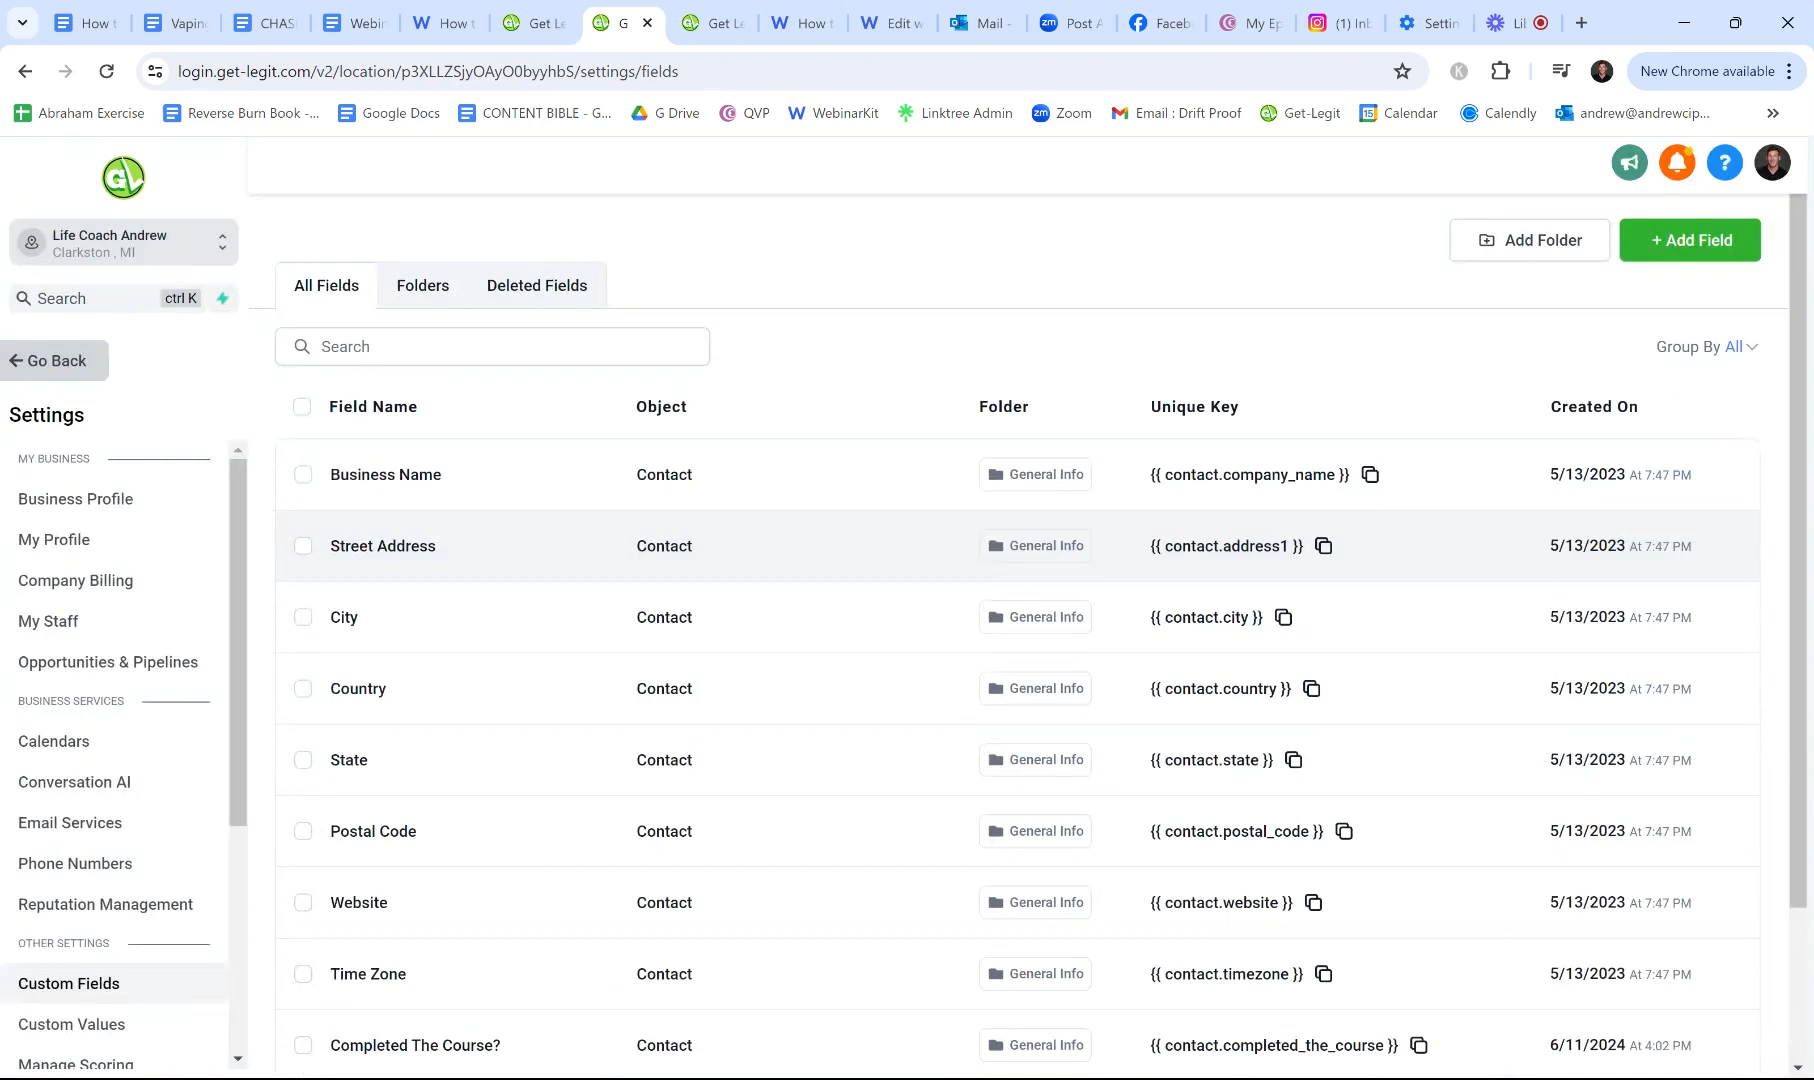 How t
Vapin
CHAS
Webin
How t
Get Le
G
Get Le
How t
Edit w
Mail -
Post A
Faceb
My Ep
(1) Inb
Settin
Lil
login.get-legit.com/v2/location/p3XLLZSjyOAyO0byyhbS/settings/fields
New Chrome available
Abraham Exercise
Reverse Burn Book -...
Google Docs
CONTENT BIBLE - G...
G Drive
QVP
WebinarKit
Linktree Admin
Zoom
Email : Drift Proof
Get-Legit
Calendar
Calendly
andrew@andrewcip...
GL
Life Coach Andrew
Clarkston , MI
Search ctrl K
Go Back
Settings
MY BUSINESS
Business Profile
My Profile
Company Billing
My Staff
Opportunities & Pipelines
BUSINESS SERVICES
Calendars
Conversation AI
Email Services
Phone Numbers
Reputation Management
OTHER SETTINGS
Custom Fields
Custom Values
Manage Scoring
Add Folder
+ Add Field
All Fields Folders Deleted Fields
Search
Group By All
Field Name Object Folder Unique Key Created On
Business Name Contact General Info {{ contact.company_name }} 5/13/2023 At 7:47 PM
Street Address Contact General Info {{ contact.address1 }} 5/13/2023 At 7:47 PM
City Contact General Info {{ contact.city }} 5/13/2023 At 7:47 PM
Country Contact General Info {{ contact.country }} 5/13/2023 At 7:47 PM
State Contact General Info {{ contact.state }} 5/13/2023 At 7:47 PM
Postal Code Contact General Info {{ contact.postal_code }} 5/13/2023 At 7:47 PM
Website Contact General Info {{ contact.website }} 5/13/2023 At 7:47 PM
Time Zone Contact General Info {{ contact.timezone }} 5/13/2023 At 7:47 PM
Completed The Course? Contact General Info {{ contact.completed_the_course }} 6/11/2024 At 4:02 PM